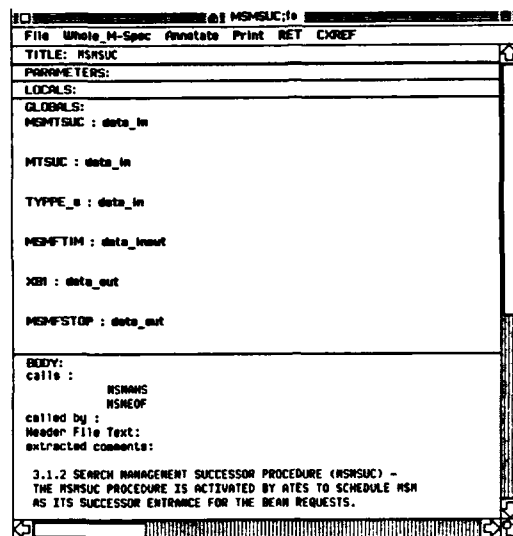 MSMSUC;fo
File Whole_M-Spec Annotate Print RET CXREF
TITLE: MSMSUC
PARAMETERS:
LOCALS:
GLOBALS:
MSMTSUC : data_in
MTSUC : data_in
TYPPE_s : data_in
MSMFTIM : data_inout
XB1 : data_out
MSMFSTOP : data_out
BODY:
calls :
MSMAHS
MSMEOF
called by :
Header File Text:
extracted comments:
3.1.2 SEARCH MANAGEMENT SUCCESSOR PROCEDURE (MSMSUC) -
THE MSMSUC PROCEDURE IS ACTIVATED BY ATES TO SCHEDULE MSM
AS ITS SUCCESSOR ENTRANCE FOR THE BEAM REQUESTS.